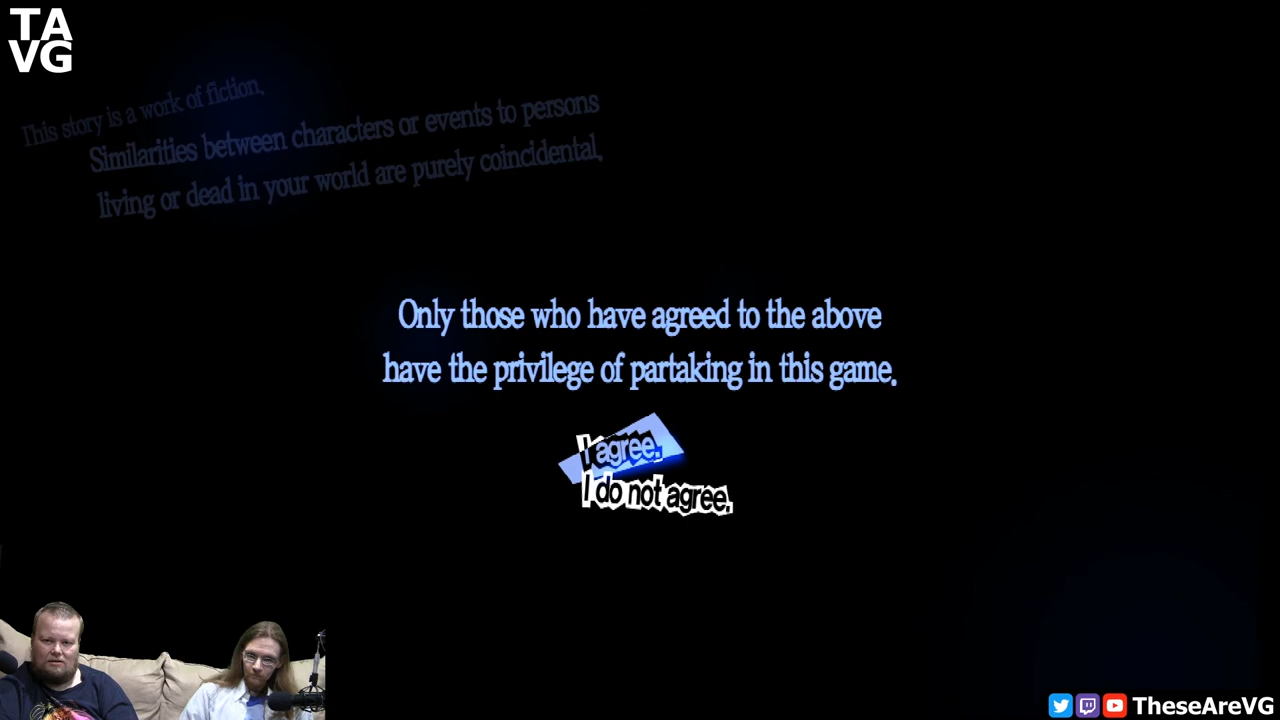 TA
VG
This story is a work of fiction.
Similarities between characters or events to persons
living or dead in your world are purely coincidental.
Only those who have agreed to the above
have the privilege of partaking in this game.
I agree.
I do not agree.
TheseAreVG